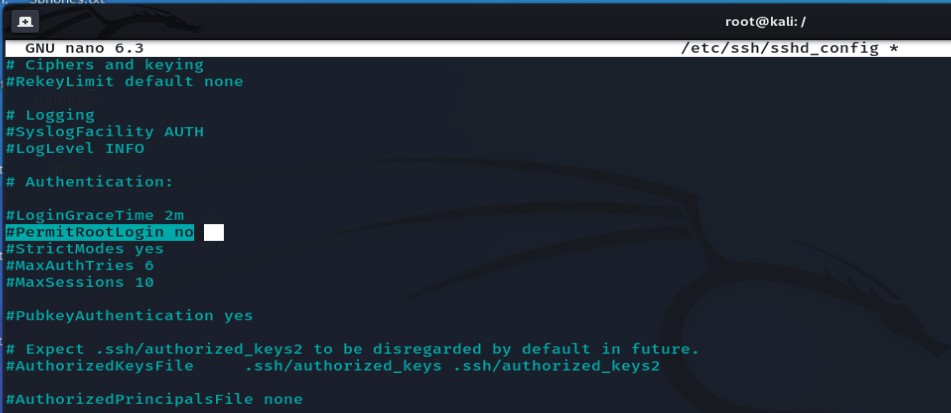 root@kali: /
GNU nano 6.3 /etc/ssh/sshd_config *
# Ciphers and keying
#RekeyLimit default none
# Logging
#SyslogFacility AUTH
#LogLevel INFO
# Authentication:
#LoginGraceTime 2m
#PermitRootLogin no
#StrictModes yes
#MaxAuthTries 6
#MaxSessions 10
#PubkeyAuthentication yes
# Expect .ssh/authorized_keys2 to be disregarded by default in future.
#AuthorizedKeysFile     .ssh/authorized_keys .ssh/authorized_keys2
#AuthorizedPrincipalsFile none